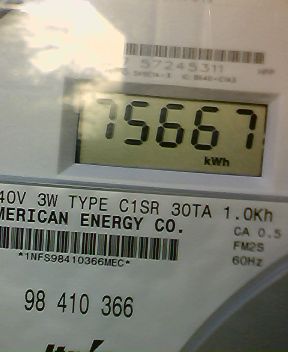 57245311
75667
kWh
40V 3W TYPE C1SR 30TA 1.0Kh
MERICAN ENERGY CO.
CA 0.5
FM2S
*1NFS98410366MEC*
60Hz
98 410 366